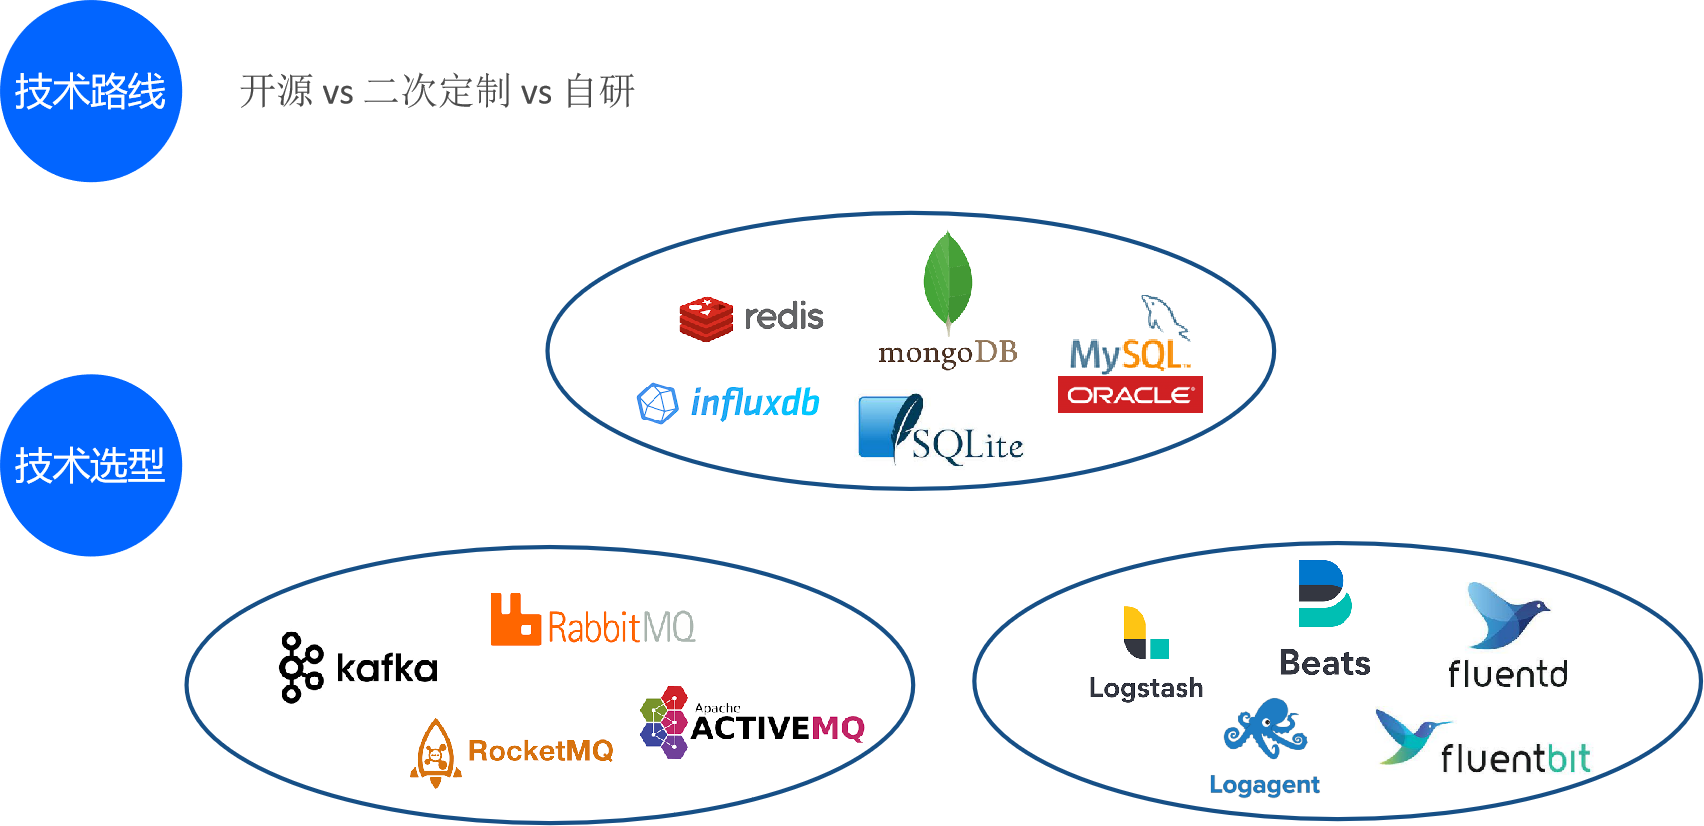 技术路线
开源 vs 二次定制 vs 自研
redis
mongoDB
MySQL™
ORACLE®
influxdb
SQLite
技术选型
RabbitMQ
kafka
Apache
ACTIVEMQ
RocketMQ
Beats
Logstash
fluentd
Logagent
fluentbit